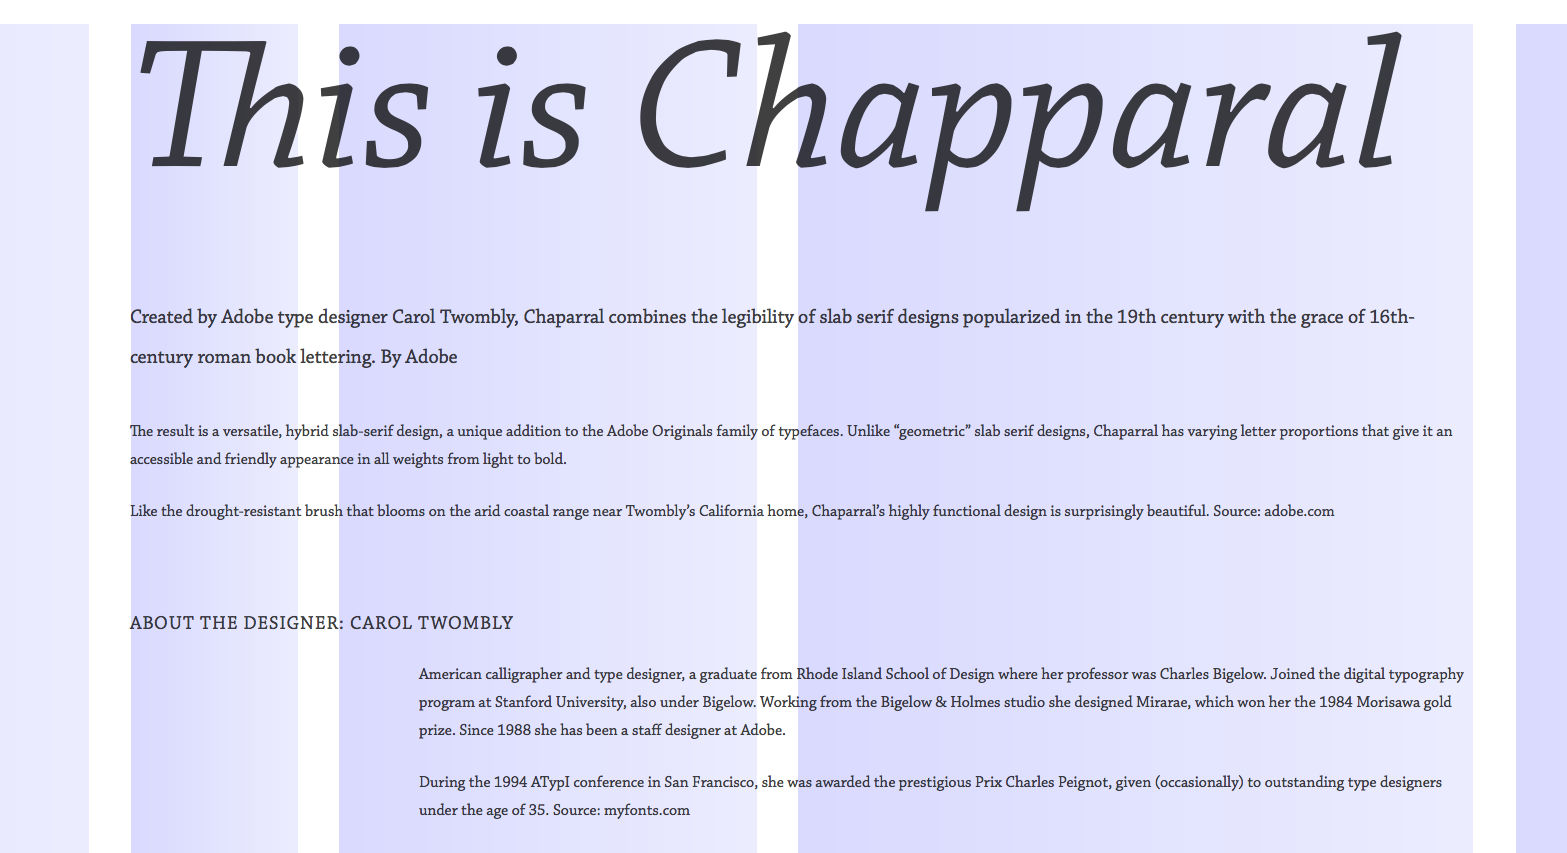 This is Chapparal
Created by Adobe type designer Carol Twombly, Chaparral combines the legibility of slab serif designs popularized in the 19th century with the grace of 16th-
century roman book lettering. By Adobe
The result is a versatile, hybrid slab-serif design, a unique addition to the Adobe Originals family of typefaces. Unlike “geometric” slab serif designs, Chaparral has varying letter proportions that give it an
accessible and friendly appearance in all weights from light to bold.
Like the drought-resistant brush that blooms on the arid coastal range near Twombly’s California home, Chaparral’s highly functional design is surprisingly beautiful. Source: adobe.com
ABOUT THE DESIGNER: CAROL TWOMBLY
American calligrapher and type designer, a graduate from Rhode Island School of Design where her professor was Charles Bigelow. Joined the digital typography
program at Stanford University, also under Bigelow. Working from the Bigelow & Holmes studio she designed Mirarae, which won her the 1984 Morisawa gold
prize. Since 1988 she has been a staff designer at Adobe.
During the 1994 ATypI conference in San Francisco, she was awarded the prestigious Prix Charles Peignot, given (occasionally) to outstanding type designers
under the age of 35. Source: myfonts.com